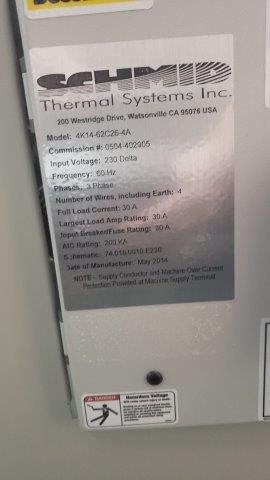 SCHMID
Thermal Systems Inc.
200 Westridge Drive, Watsonville CA 95076 USA
Model: 4K14-62C26-4A
Commission #: 0504-402905
Input Voltage: 230 Delta
Frequency: 60 Hz
Phases: 3 Phase
Number of Wires, including Earth: 4
Full Load Current: 30 A
Largest Load Amp Rating: 30 A
Input Breaker/Fuse Rating: 80 A
AIC Rating: 200 KA
Schematic: 74.018.0010.E230
Date of Manufacture: May 2014
NOTE - Supply Conductor and Machine Over Current
Protection Provided at Machine Supply Terminal
DANGER
Hazardous Voltage